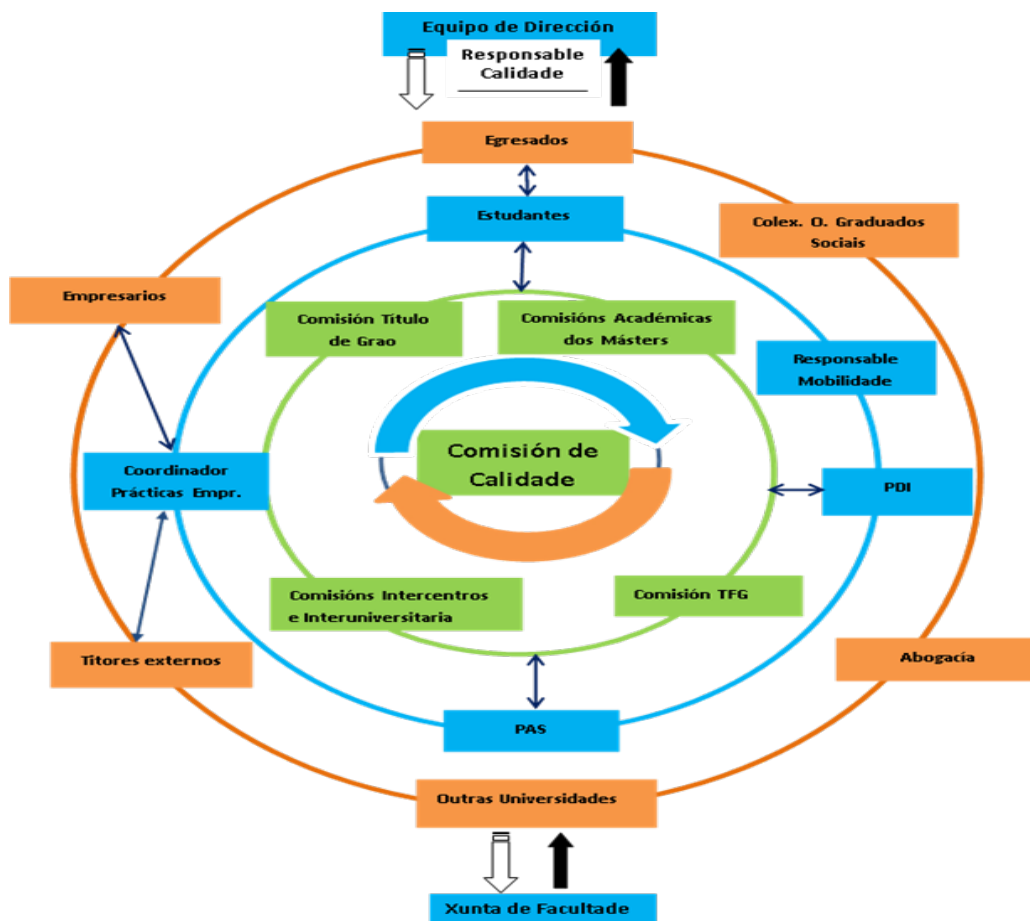 Equipo de Dirección
Responsable
Calidade
Egresados
Estudantes
Colex. O. Graduados
Sociais
Empresarios
Comisión Título
de Grao
Comisións Académicas
dos Másters
Responsable
Mobilidade
Comisión de
Calidade
Coordinador
Prácticas Empr.
PDI
Comisións Intercentros
e Interuniversitaria
Comisión TFG
Titores externos
Abogacía
PAS
Outras Universidades
Xunta de Facultade